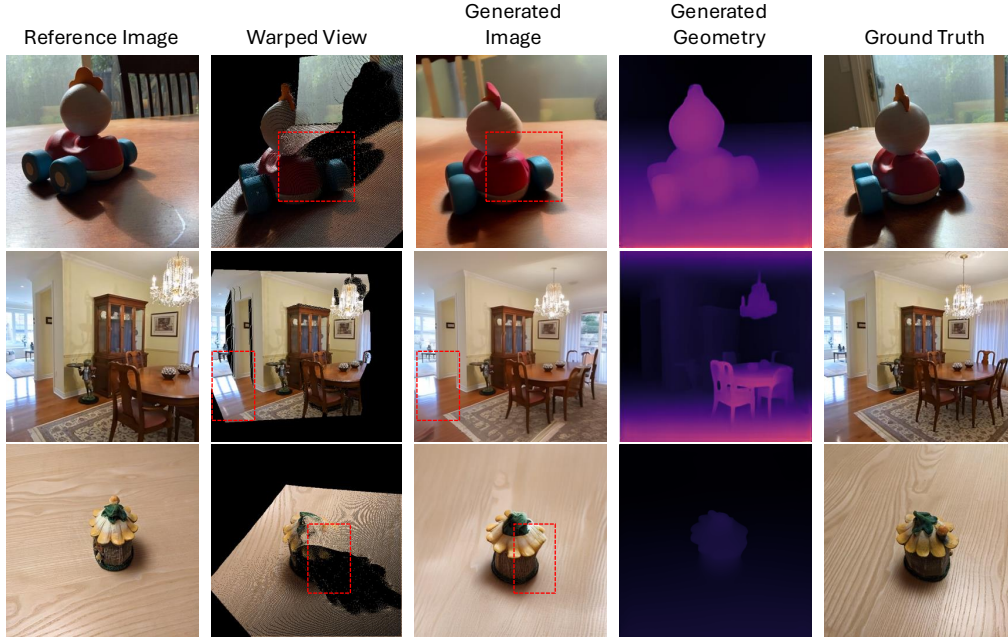 Reference Image
Warped View
Generated
Image
Generated
Geometry
Ground Truth